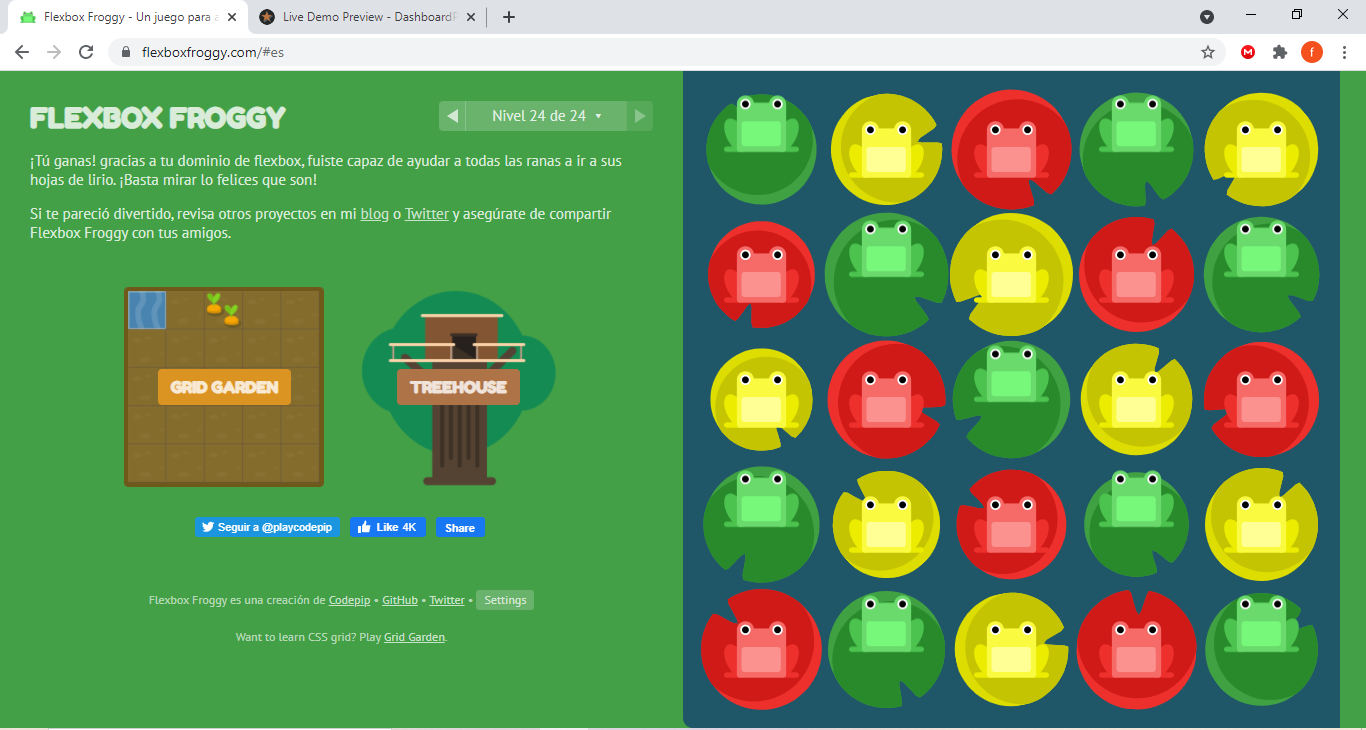 Flexbox Froggy - Un juego para a
Live Demo Preview - DashboardP
flexboxfroggy.com/#es
M
f
FLEXBOX FROGGY
Nivel 24 de 24
¡Tú ganas! gracias a tu dominio de flexbox, fuiste capaz de ayudar a todas las ranas a ir a sus
hojas de lirio. ¡Basta mirar lo felices que son!
Si te pareció divertido, revisa otros proyectos en mi blog o Twitter y asegúrate de compartir
Flexbox Froggy con tus amigos.
GRID GARDEN
TREEHOUSE
Seguir a @playcodepip
Like 4K
Share
Flexbox Froggy es una creación de Codepip • GitHub • Twitter • Settings
Want to learn CSS grid? Play Grid Garden.